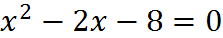 x² − 2x − 8 = 0